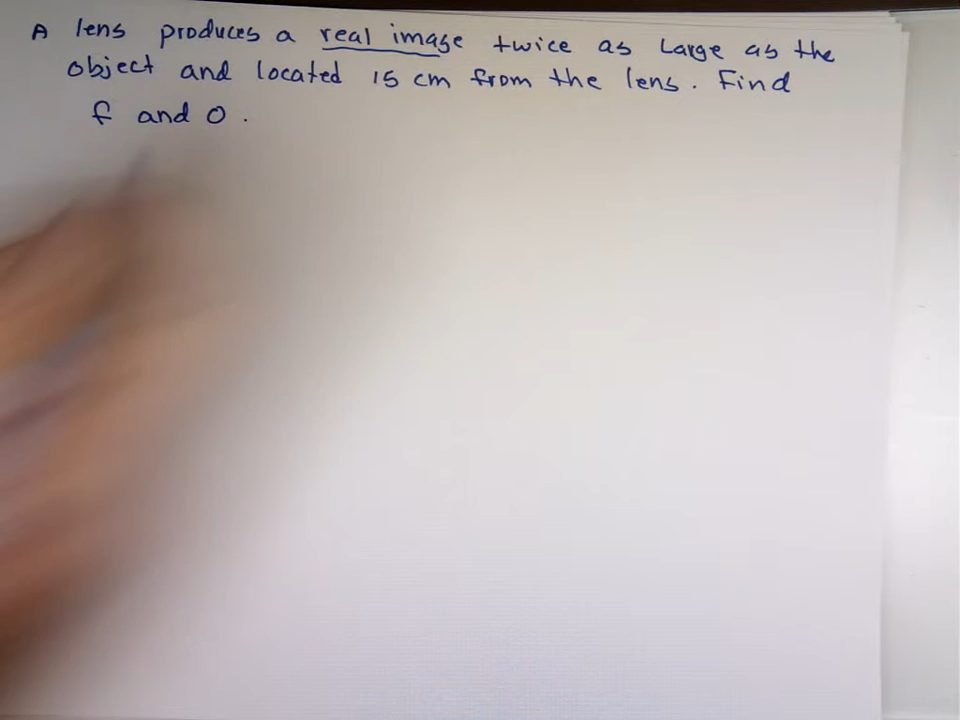 A lens produces a real image twice as large as the
object and located 15 cm from the lens. Find
f and O.